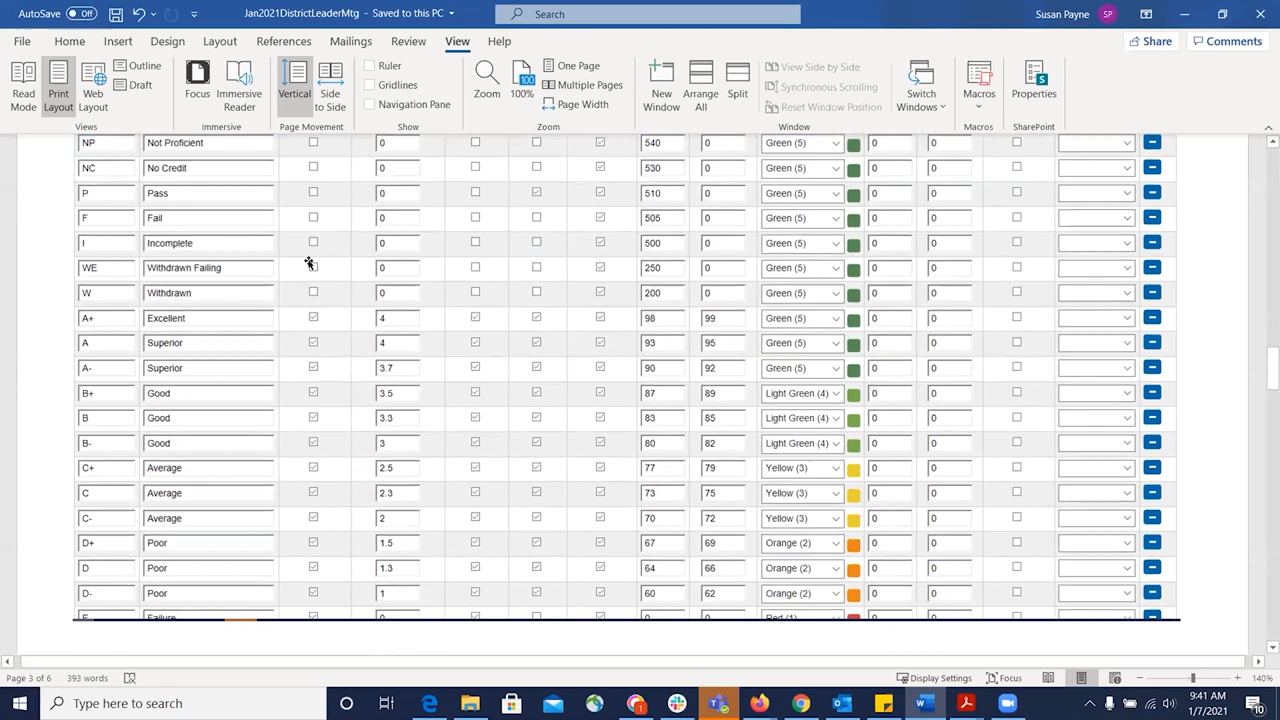 AutoSave Off Jan2021DistrictLeaderMtg - Saved to this PC Search Susan Payne SP
File Home Insert Design Layout References Mailings Review View Help Share Comments
Read Mode Print Layout Web Layout Outline Draft Focus Immersive Reader Vertical Side to Side Ruler Gridlines Navigation Pane Zoom 100 100% One Page Multiple Pages Page Width New Window Arrange All Split View Side by Side Synchronous Scrolling Reset Window Position Switch Windows Macros Properties
Views Immersive Page Movement Show Zoom Window Macros SharePoint
NP Not Proficient 0 540 0 Green (5) 0 0
NC No Credit 0 530 0 Green (5) 0 0
P Pass 0 510 0 Green (5) 0 0
F Fail 0 505 0 Green (5) 0 0
I Incomplete 0 500 0 Green (5) 0 0
WE Withdrawn Failing 0 250 0 Green (5) 0 0
W Withdrawn 0 200 0 Green (5) 0 0
A+ Excellent 4 98 99 Green (5) 0 0
A Superior 4 93 95 Green (5) 0 0
A- Superior 3.7 90 92 Green (5) 0 0
B+ Good 3.5 87 89 Light Green (4) 0 0
B Good 3.3 83 85 Light Green (4) 0 0
B- Good 3 80 82 Light Green (4) 0 0
C+ Average 2.5 77 79 Yellow (3) 0 0
C Average 2.3 73 75 Yellow (3) 0 0
C- Average 2 70 72 Yellow (3) 0 0
D+ Poor 1.5 67 69 Orange (2) 0 0
D Poor 1.3 64 66 Orange (2) 0 0
D- Poor 1 60 62 Orange (2) 0 0
E Failure 0 0 0 Red (1) 0 0
Page 3 of 6 393 words Display Settings Focus 140%
Type here to search 9:41 AM
1/7/2021